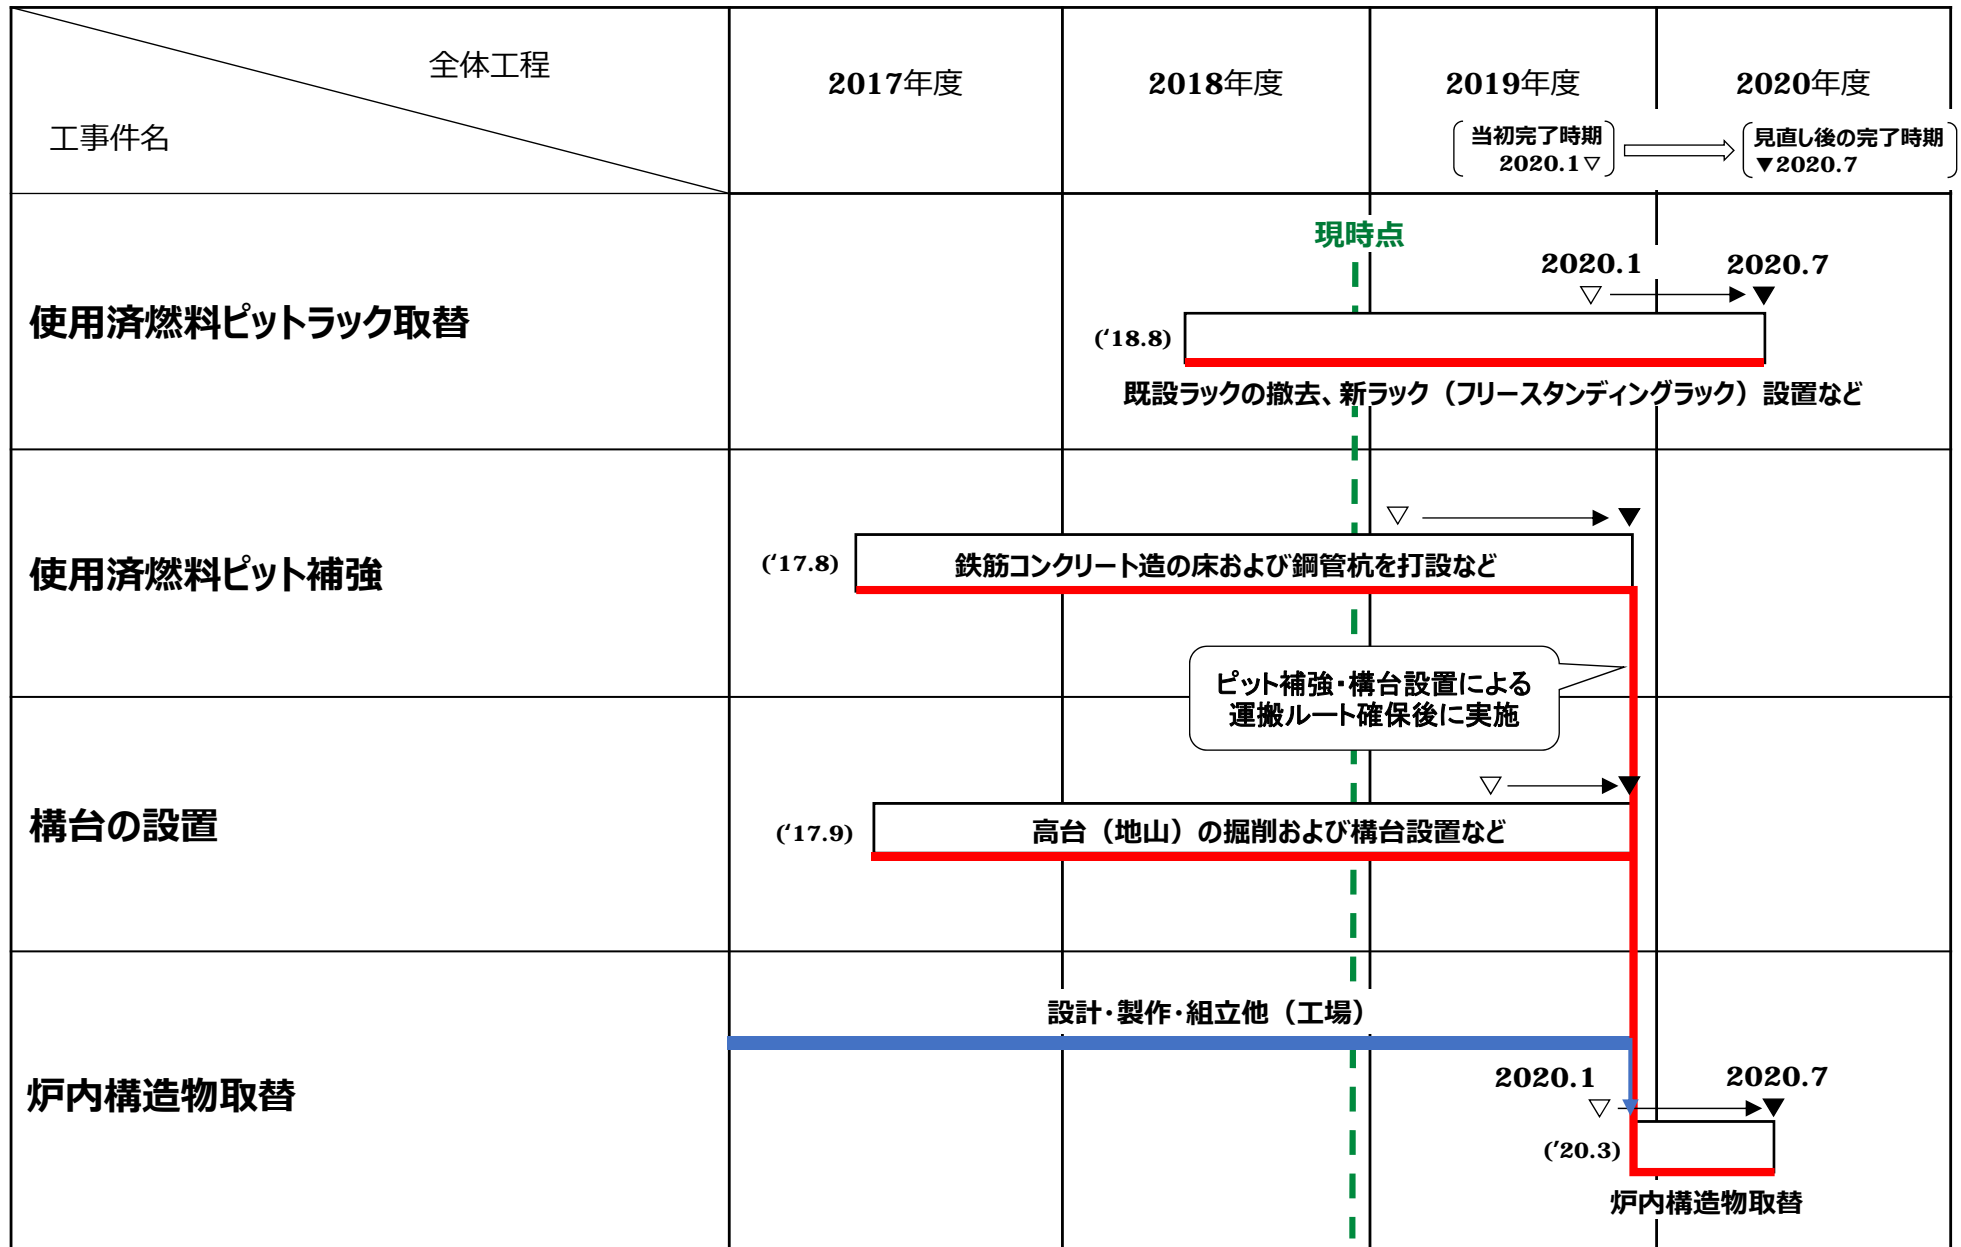 全体工程
工事件名
2017年度
2018年度
2019年度
2020年度
当初完了時期
2020.1▽
見直し後の完了時期
▼2020.7
現時点
使用済燃料ピットラック取替
2020.1
2020.7
▽
▼
(‘18.8)
既設ラックの撤去、新ラック（フリースタンディングラック）設置など
使用済燃料ピット補強
▽
▼
(‘17.8)
鉄筋コンクリート造の床および鋼管杭を打設など
ピット補強・構台設置による
運搬ルート確保後に実施
構台の設置
▽
▼
(‘17.9)
高台（地山）の掘削および構台設置など
炉内構造物取替
設計・製作・組立他（工場）
2020.1
2020.7
▽
▼
(’20.3)
炉内構造物取替